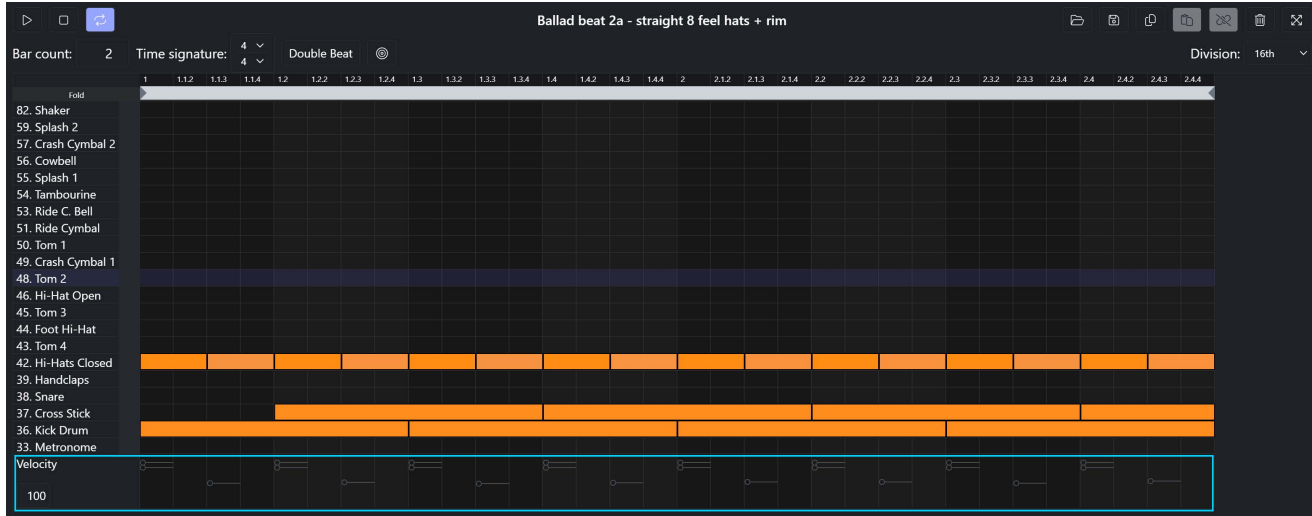 Ballad beat 2a - straight 8 feel hats + rim
Bar count: 2 Time signature: 4 4 Double Beat Division: 16th
1 1.1.2 1.1.3 1.1.4 1.2 1.2.2 1.2.3 1.2.4 1.3 1.3.2 1.3.3 1.3.4 1.4 1.4.2 1.4.3 1.4.4 2 2.1.2 2.1.3 2.1.4 2.2 2.2.2 2.2.3 2.2.4 2.3 2.3.2 2.3.3 2.3.4 2.4 2.4.2 2.4.3 2.4.4
Fold
82. Shaker
59. Splash 2
57. Crash Cymbal 2
56. Cowbell
55. Splash 1
54. Tambourine
53. Ride C. Bell
51. Ride Cymbal
50. Tom 1
49. Crash Cymbal 1
48. Tom 2
46. Hi-Hat Open
45. Tom 3
44. Foot Hi-Hat
43. Tom 4
42. Hi-Hats Closed
39. Handclaps
38. Snare
37. Cross Stick
36. Kick Drum
33. Metronome
Velocity
100